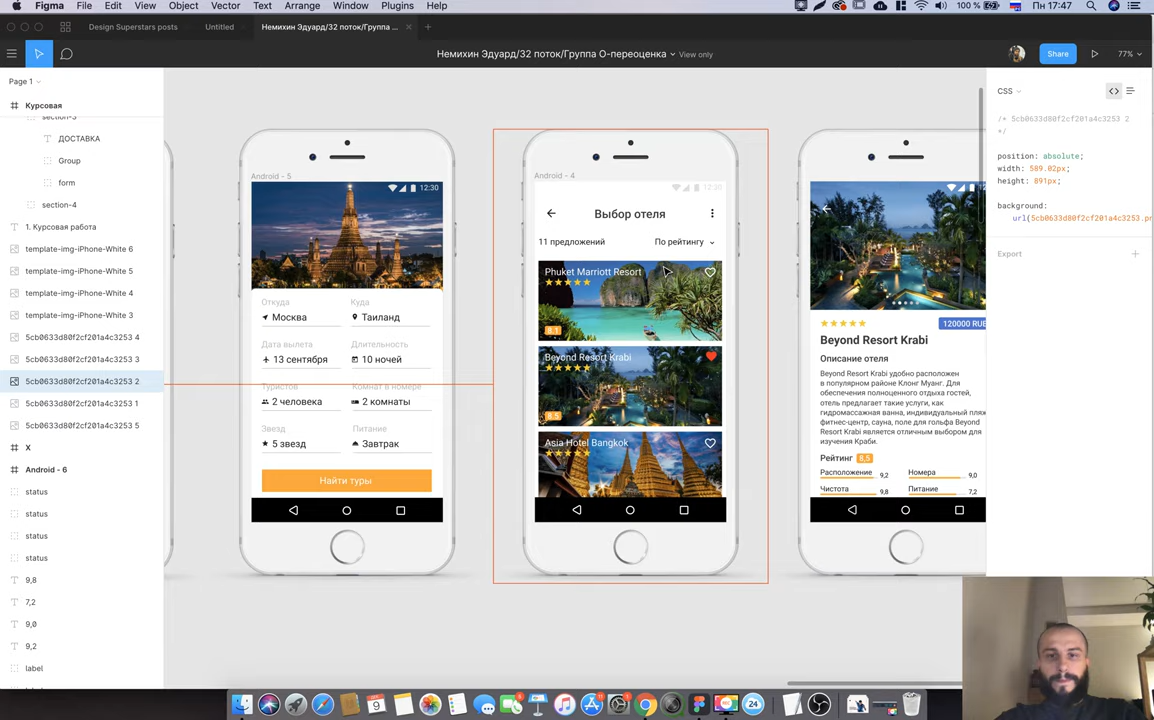 Figma File Edit View Object Vector Text Arrange Window Plugins Help 100 % Пн 17:47
Design Superstars posts Untitled Немихин Эдуард/32 поток/Группа ...
Немихин Эдуард/32 поток/Группа О-переоценка View only Share 77%
Page 1
Курсовая
section-3
ДОСТАВКА
Group
form
section-4
1. Курсовая работа
template-img-iPhone-White 6
template-img-iPhone-White 5
template-img-iPhone-White 4
template-img-iPhone-White 3
5cb0633d80f2cf201a4c3253 4
5cb0633d80f2cf201a4c3253 3
5cb0633d80f2cf201a4c3253 2
5cb0633d80f2cf201a4c3253 1
5cb0633d80f2cf201a4c3253 5
X
Android - 6
status
status
status
status
9,8
7,2
9,0
9,2
label
Android - 5
12:30
Откуда Куда
Москва Таиланд
Дата вылета Длительность
13 сентября 10 ночей
Туристов Комнат в номере
2 человека 2 комнаты
Звезд Питание
5 звезд Завтрак
Найти туры
Android - 4
12:30
Выбор отеля
11 предложений По рейтингу
Phuket Marriott Resort
8.1
Beyond Resort Krabi
8.5
Asia Hotel Bangkok
12
120000 RUB
Beyond Resort Krabi
Описание отеля
Beyond Resort Krabi удобно расположен
в популярном районе Клонг Муанг. Для
обеспечения полноценного отдыха гостей,
отель предлагает такие услуги, как
гидромассажная ванна, индивидуальный пляж
фитнес-центр, сауна, поле для гольфа Beyond
Resort Krabi является отличным выбором для
изучения Краби.
Рейтинг 8,5
Расположение 9,2 Номера 9,0
Чистота 9,8 Питание 7,2
CSS
/* 5cb0633d80f2cf201a4c3253 2
*/
position: absolute;
width: 589.02px;
height: 891px;
background:
url(5cb0633d80f2cf201a4c3253.pn
Export
9
24